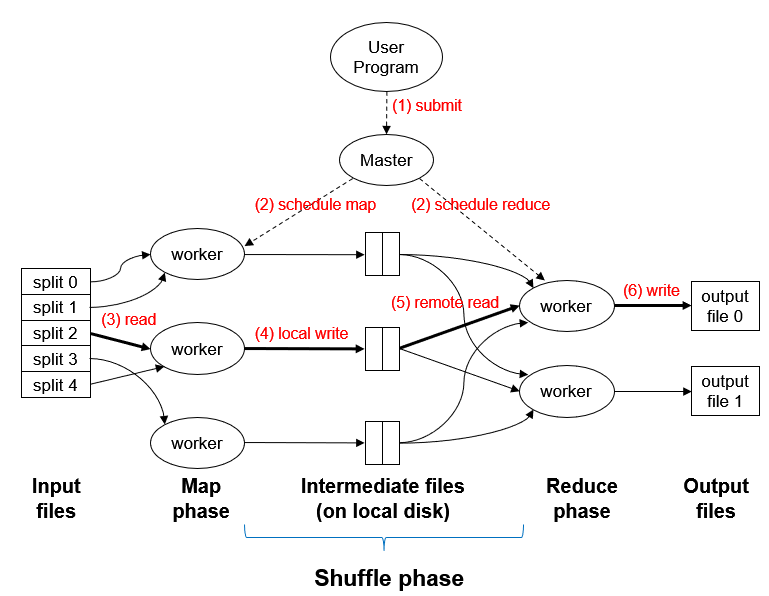 User
Program
(1) submit
Master
(2) schedule map
(2) schedule reduce
worker
split 0
split 1
split 2
split 3
split 4
(3) read
worker
(4) local write
(5) remote read
worker
(6) write
output
file 0
worker
output
file 1
worker
Input
files
Map
phase
Intermediate files
(on local disk)
Reduce
phase
Output
files
Shuffle phase